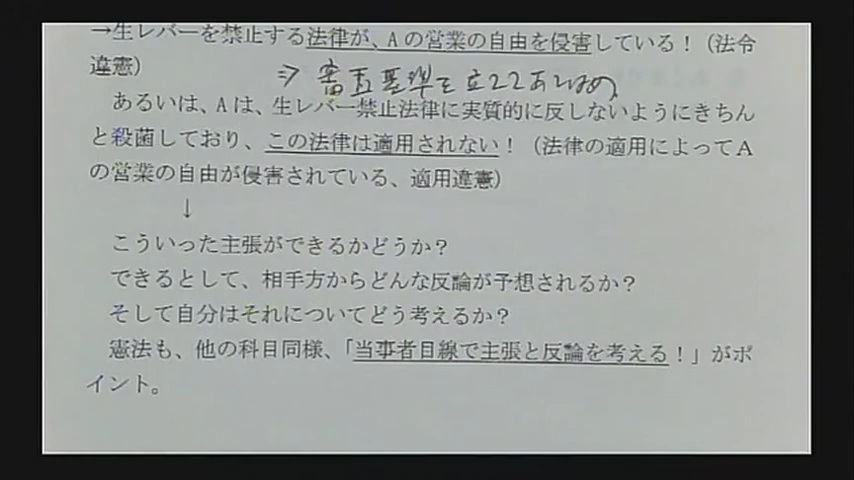 →生レバーを禁止する法律が、Aの営業の自由を侵害している！（法令
違憲）
⇒ 審査基準を立ててあてはめ
あるいは、Aは、生レバー禁止法律に実質的に反しないようにきちん
と殺菌しており、この法律は適用されない！（法律の適用によってA
の営業の自由が侵害されている、適用違憲）
↓
こういった主張ができるかどうか？
できるとして、相手方からどんな反論が予想されるか？
そして自分はそれについてどう考えるか？
憲法も、他の科目同様、「当事者目線で主張と反論を考える！」がポ
イント。